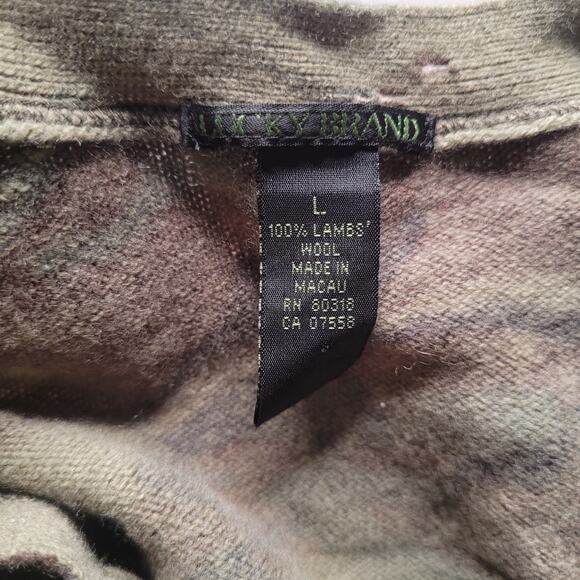 LUCKY BRAND
L
100% LAMBS'
WOOL
MADE IN
MACAU
RN 80318
CA 07558